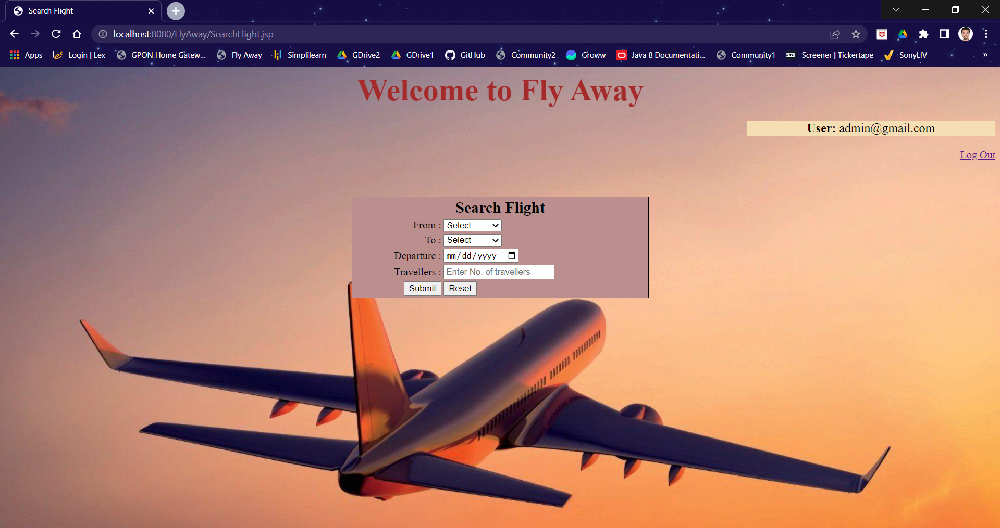 Search Flight
localhost:8080/FlyAway/SearchFlight.jsp
Apps Login | Lex GPON Home Gatew... Fly Away Simplilearn GDrive2 GDrive1 GitHub Community2 Groww Java 8 Documentati... Community1 Screener | Tickertape SonyLIV »
Welcome to Fly Away
User: admin@gmail.com
Log Out
Search Flight
From : Select
To : Select
Departure : mm/dd/yyyy
Travellers : Enter No. of travellers
Submit Reset